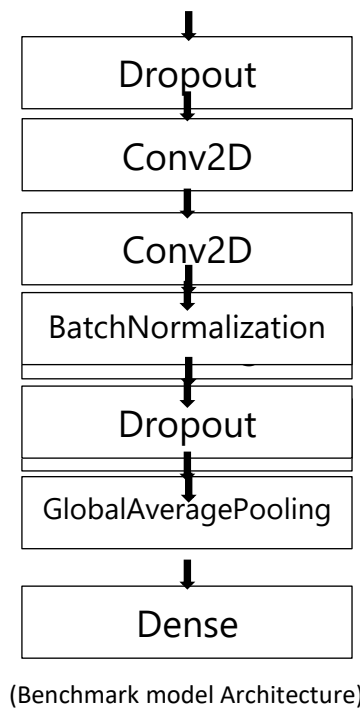 Dropout
Conv2D
Conv2D
BatchNormalization
Dropout
GlobalAveragePooling
Dense
(Benchmark model Architecture)